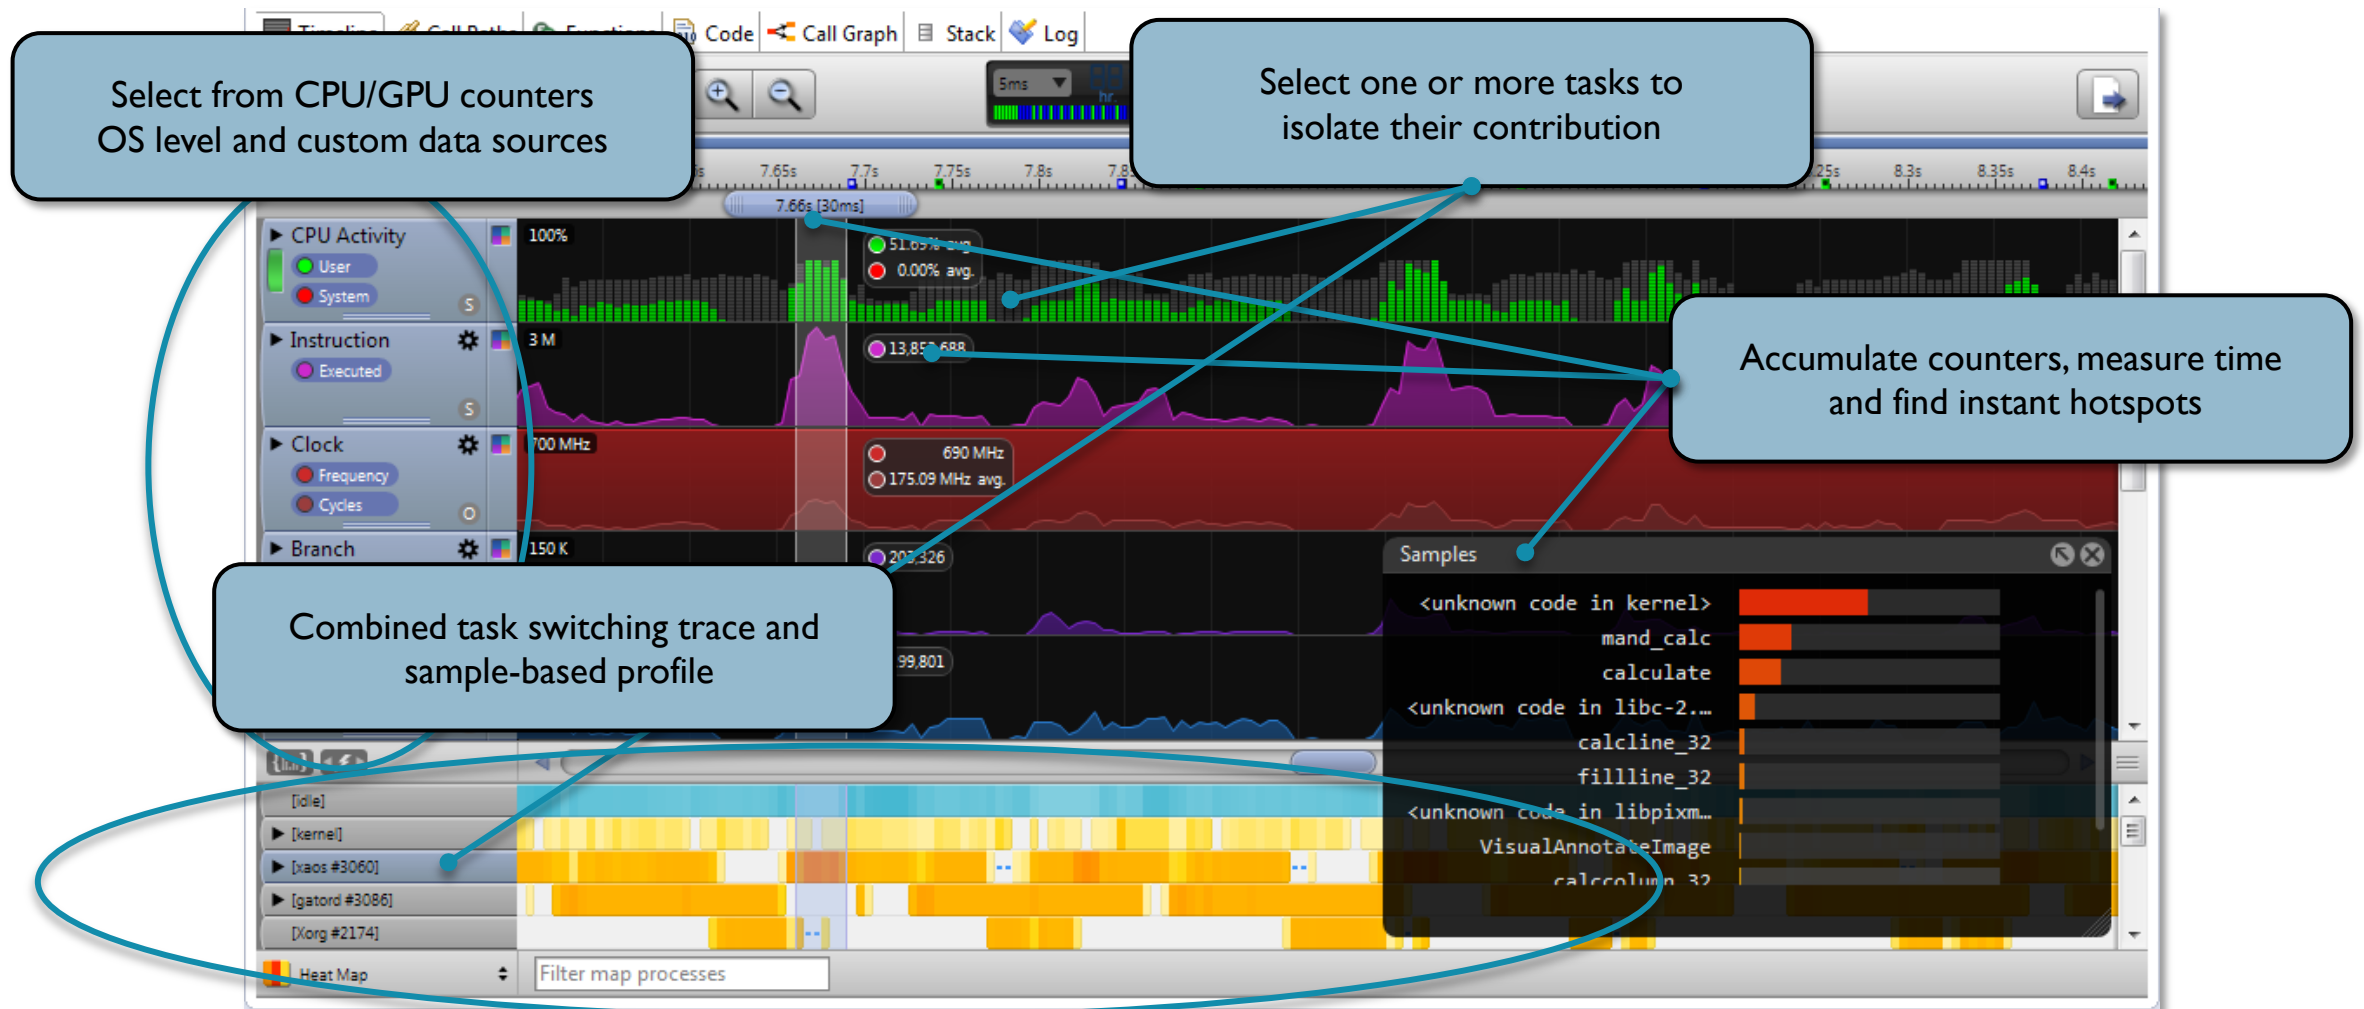 Code
Call Graph
Stack
Log
Select from CPU/GPU counters
OS level and custom data sources
5ms
Select one or more tasks to
isolate their contribution
7.65s
7.7s
7.75s
7.8s
8.3s
8.35s
8.4s
7.66s [30ms]
CPU Activity
100%
User
System
S
51.69% avg.
0.00% avg.
Instruction
3 M
Executed
S
Accumulate counters, measure time
and find instant hotspots
Clock
700 MHz
Frequency
Cycles
O
690 MHz
175.09 MHz avg.
Branch
150 K
Combined task switching trace and
sample-based profile
Samples
<unknown code in kernel>
mand_calc
calculate
<unknown code in libc-2.…
calcline_32
fillline_32
<unknown code in libpixm…
VisualAnnotateImage
calccolumn_32
[idle]
[kernel]
[xaos #3060]
[gatord #3086]
[Xorg #2174]
Heat Map
Filter map processes